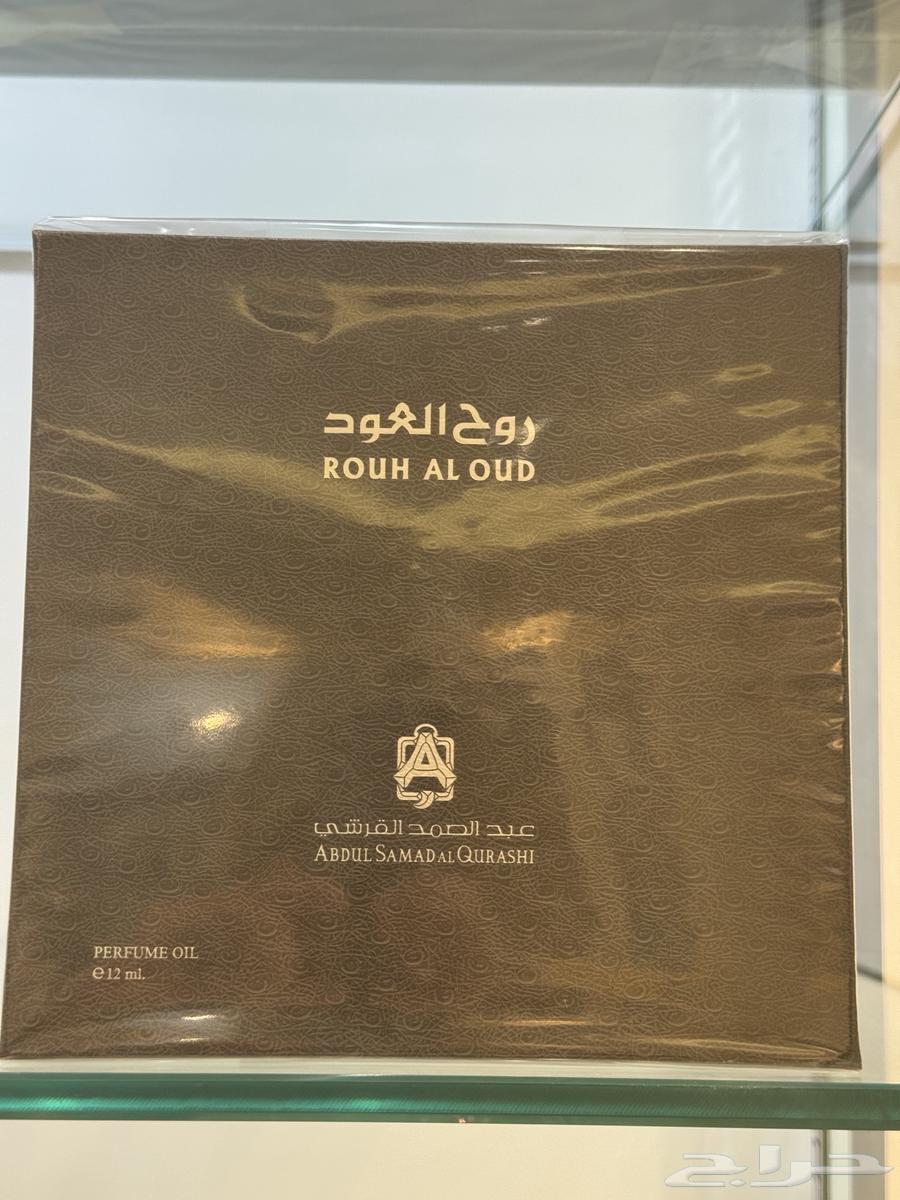 روح العود
ROUH AL OUD
A
عبد الصمد القرشي
ABDUL SAMAD AL QURASHI
PERFUME OIL
℮12 ml.
حراج